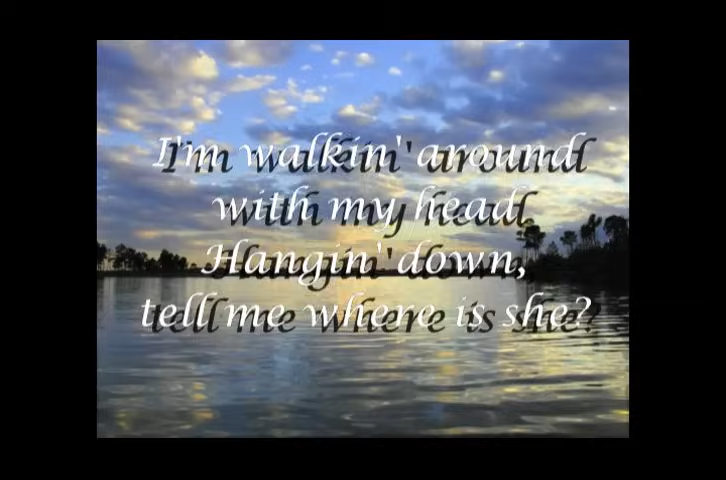 I'm walkin' around
with my head
Hangin' down,
tell me where is she?